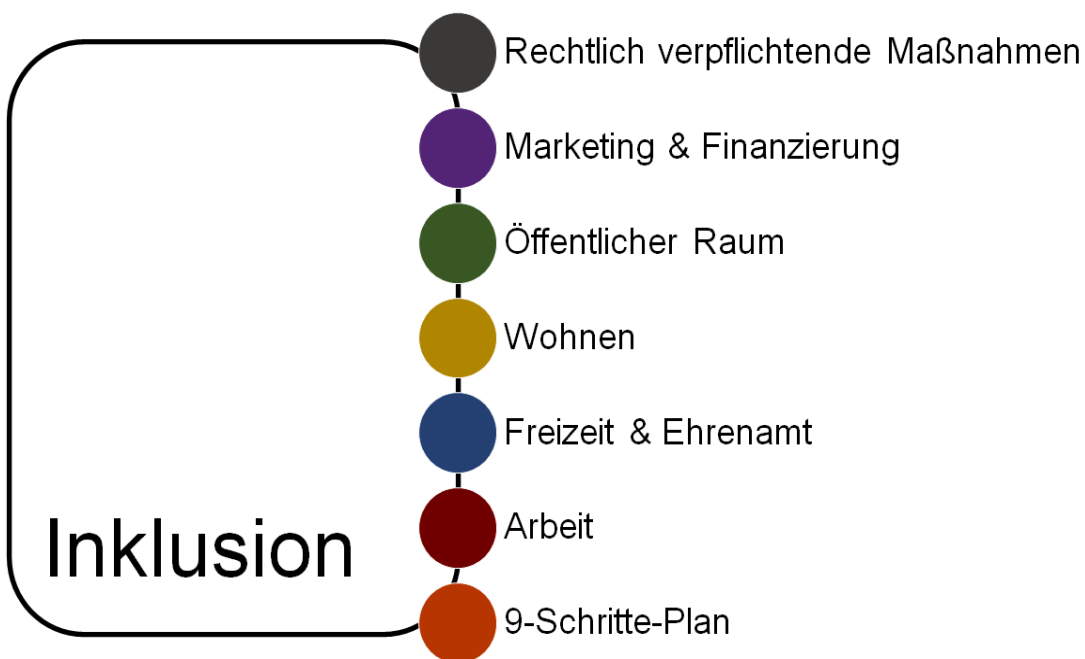 Rechtlich verpflichtende Maßnahmen
Marketing & Finanzierung
Öffentlicher Raum
Wohnen
Freizeit & Ehrenamt
Arbeit
Inklusion
9-Schritte-Plan